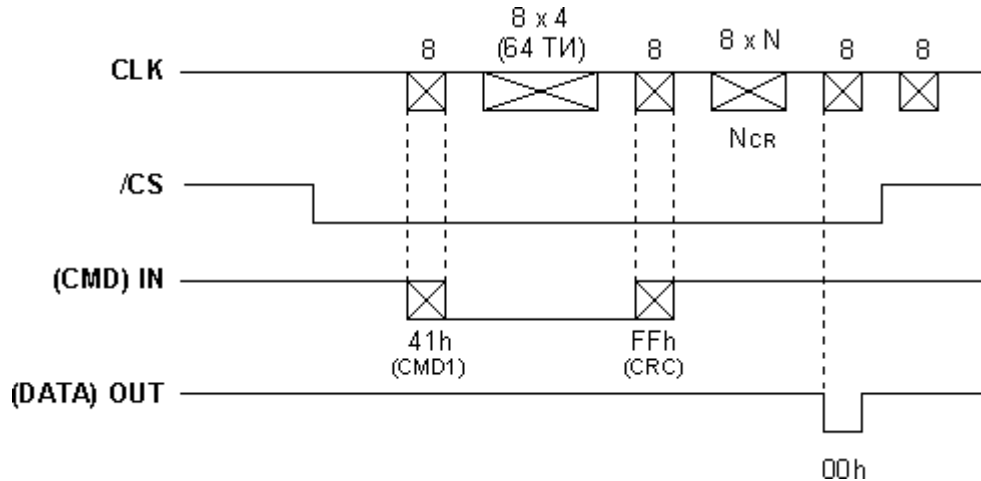 8 x 4
8 (64 ТИ) 8 8 x N 8 8
CLK
NCR
/CS
(CMD) IN
41h FFh
(CMD1) (CRC)
(DATA) OUT
00h